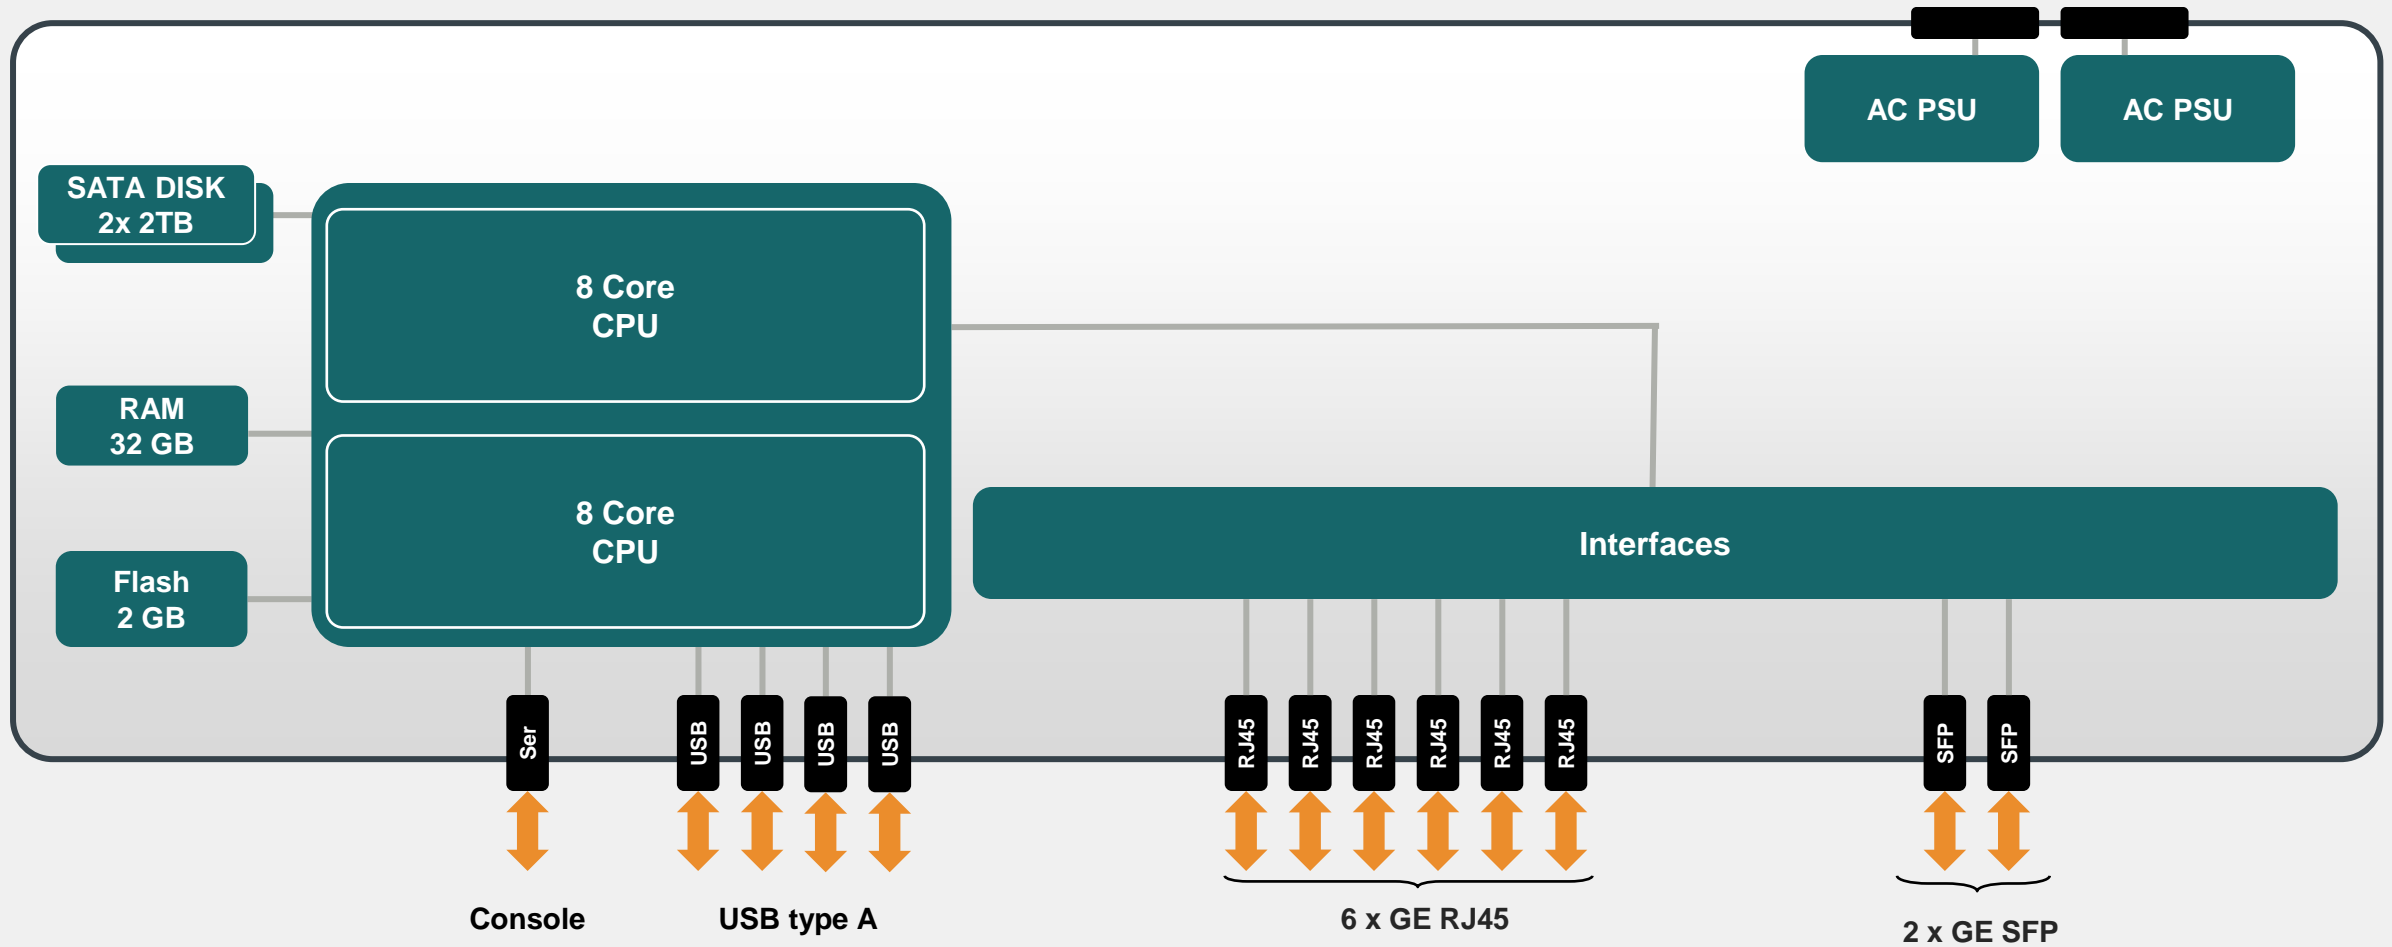 AC PSU
AC PSU
SATA DISK
2x 2TB
8 Core
CPU
RAM
32 GB
8 Core
CPU
Interfaces
Flash
2 GB
Ser
USB
USB
USB
USB
RJ45
RJ45
RJ45
RJ45
RJ45
RJ45
SFP
SFP
Console
USB type A
6 x GE RJ45
2 x GE SFP